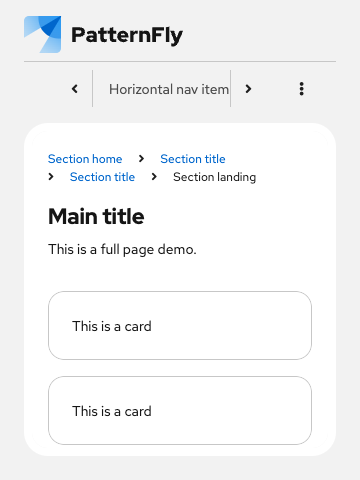 PatternFly
Horizontal nav item
Section home Section title
Section title Section landing
Main title
This is a full page demo.
This is a card
This is a card